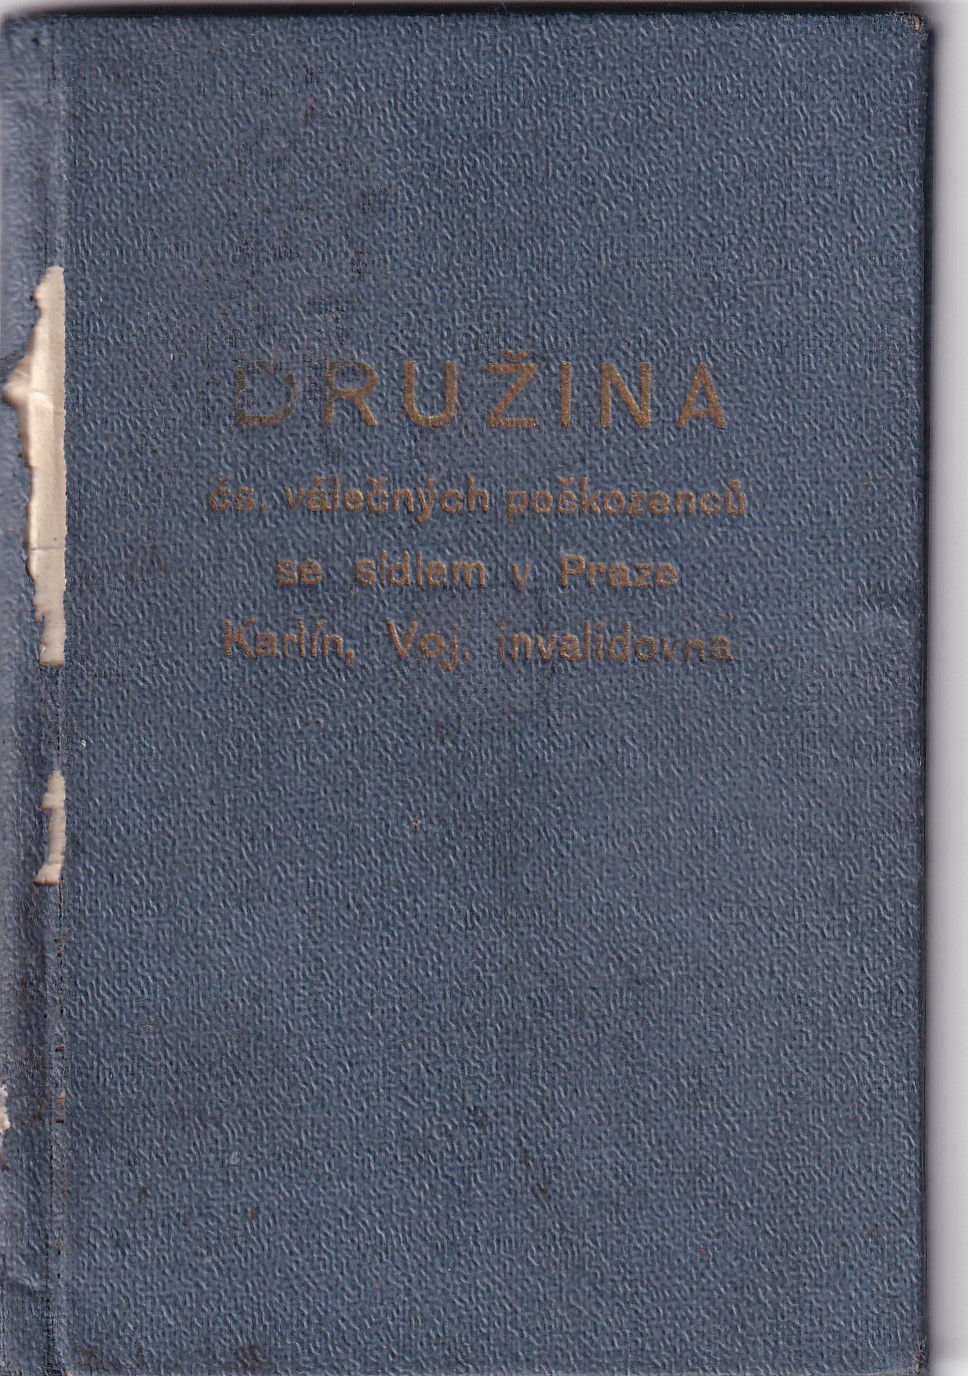 DRUŽINA
čs. válečných poškozenců
se sídlem v Praze
Karlín, Voj. invalidovna